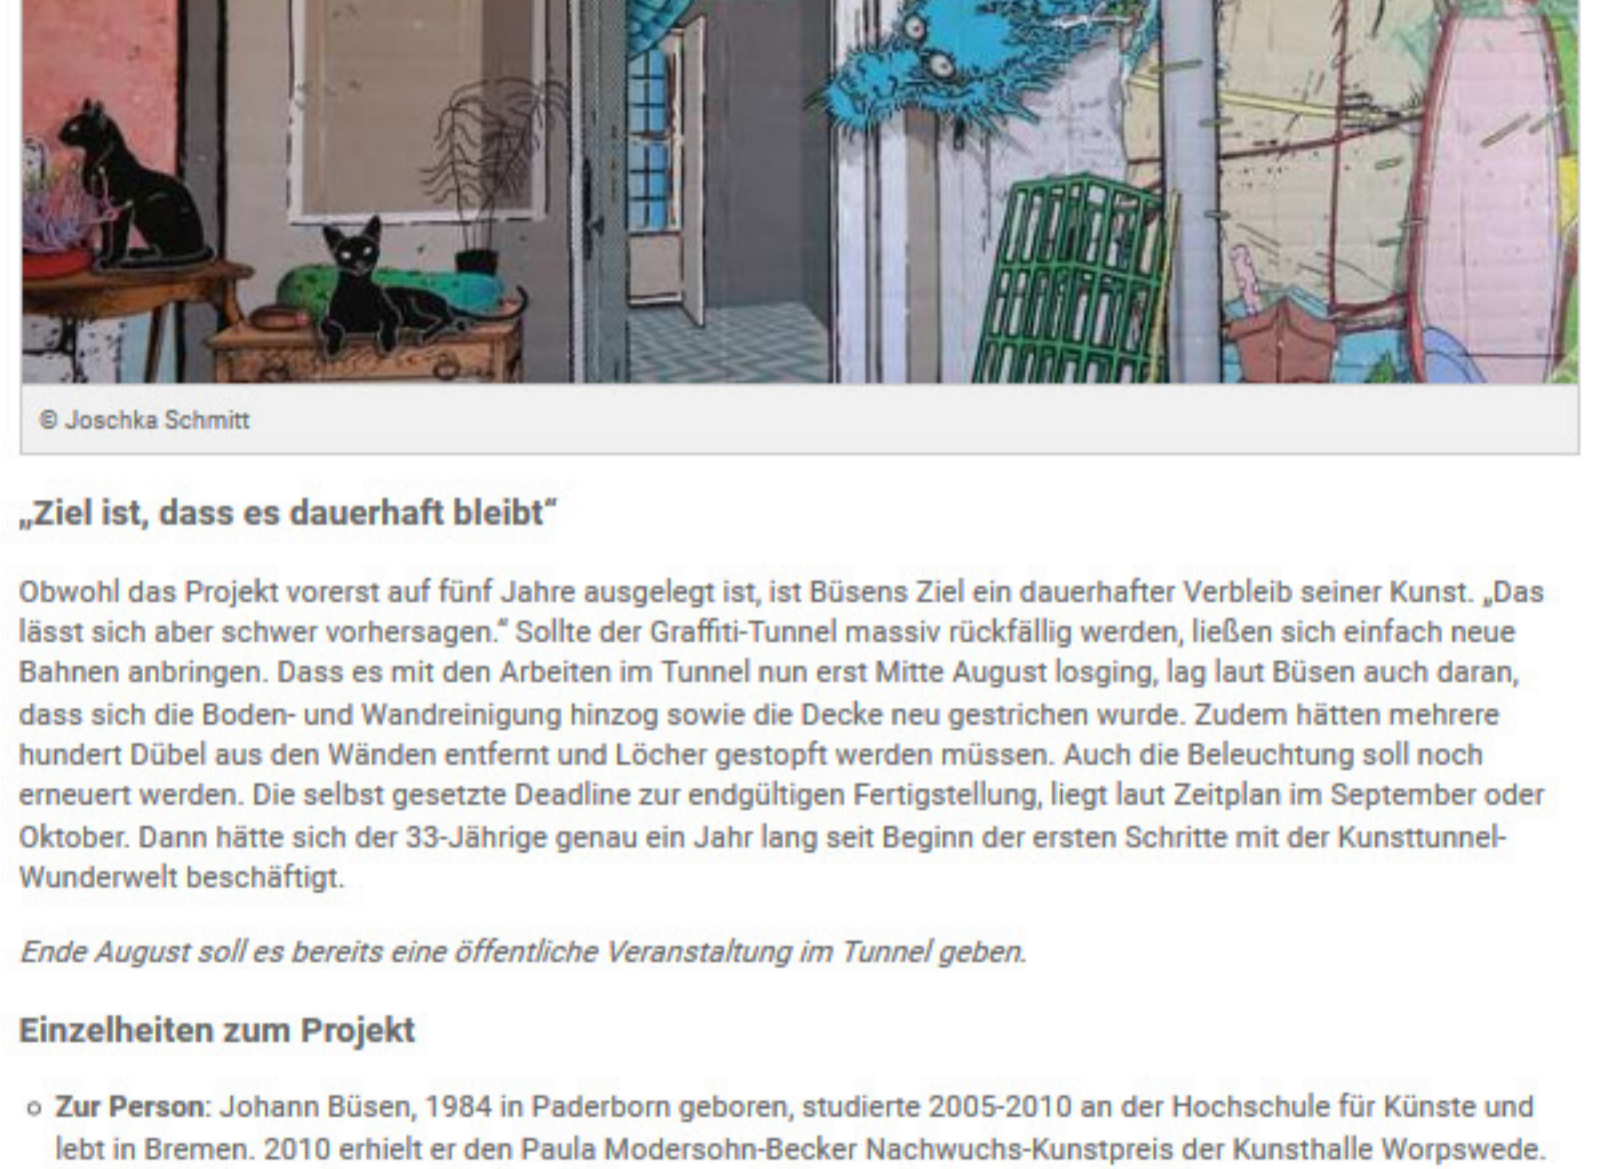 © Joschka Schmitt
„Ziel ist, dass es dauerhaft bleibt“
Obwohl das Projekt vorerst auf fünf Jahre ausgelegt ist, ist Büsens Ziel ein dauerhafter Verbleib seiner Kunst. „Das
lässt sich aber schwer vorhersagen.“ Sollte der Graffiti-Tunnel massiv rückfällig werden, ließen sich einfach neue
Bahnen anbringen. Dass es mit den Arbeiten im Tunnel nun erst Mitte August losging, lag laut Büsen auch daran,
dass sich die Boden- und Wandreinigung hinzog sowie die Decke neu gestrichen wurde. Zudem hätten mehrere
hundert Dübel aus den Wänden entfernt und Löcher gestopft werden müssen. Auch die Beleuchtung soll noch
erneuert werden. Die selbst gesetzte Deadline zur endgültigen Fertigstellung, liegt laut Zeitplan im September oder
Oktober. Dann hätte sich der 33-Jährige genau ein Jahr lang seit Beginn der ersten Schritte mit der Kunsttunnel-
Wunderwelt beschäftigt.
Ende August soll es bereits eine öffentliche Veranstaltung im Tunnel geben.
Einzelheiten zum Projekt
Zur Person: Johann Büsen, 1984 in Paderborn geboren, studierte 2005-2010 an der Hochschule für Künste und
lebt in Bremen. 2010 erhielt er den Paula Modersohn-Becker Nachwuchs-Kunstpreis der Kunsthalle Worpswede.